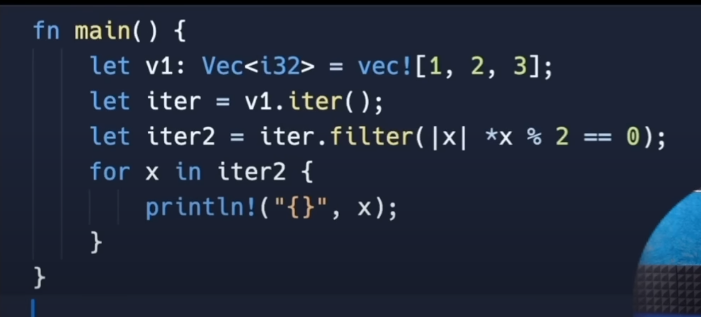 fn main() {
    let v1: Vec<i32> = vec![1, 2, 3];
    let iter = v1.iter();
    let iter2 = iter.filter(|x| *x % 2 == 0);
    for x in iter2 {
        println!("{}", x);
    }
}